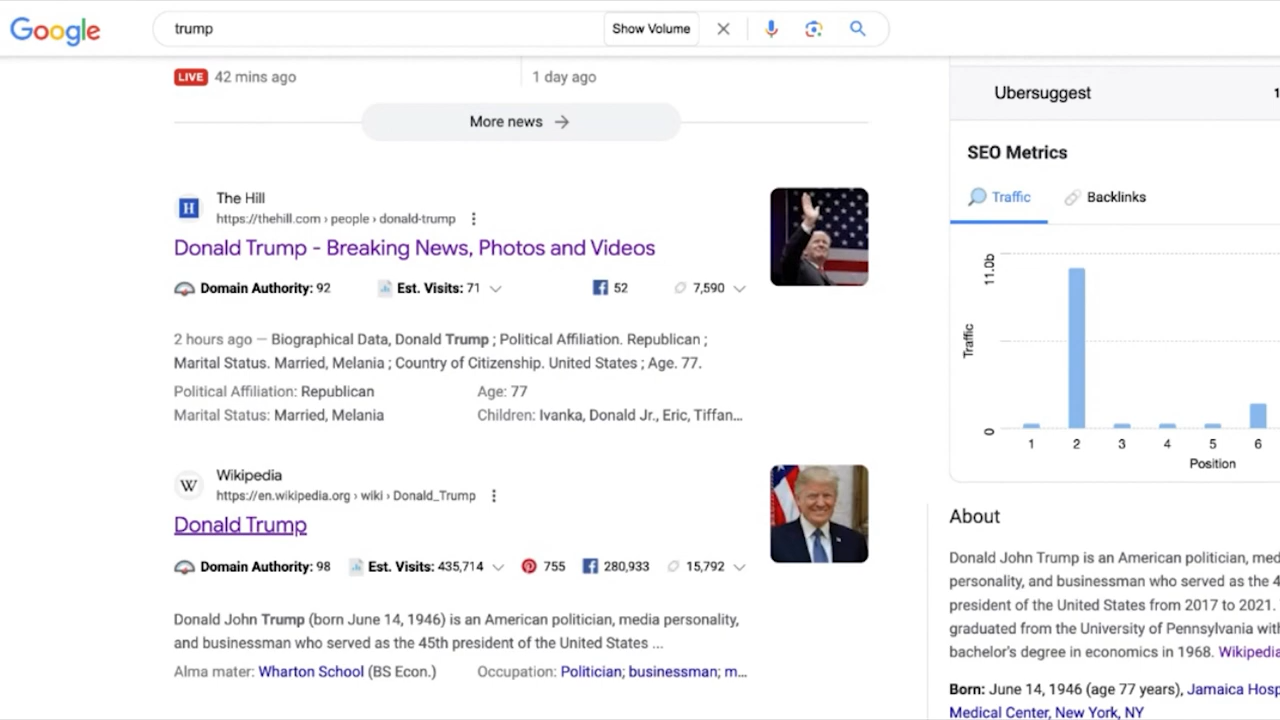 Google
trump
Show Volume
LIVE 42 mins ago
1 day ago
More news →
The Hill
https://thehill.com › people › donald-trump
Donald Trump - Breaking News, Photos and Videos
Domain Authority: 92 Est. Visits: 71 52 7,590
2 hours ago — Biographical Data, Donald Trump ; Political Affiliation. Republican ;
Marital Status. Married, Melania ; Country of Citizenship. United States ; Age. 77.
Political Affiliation: Republican Age: 77
Marital Status: Married, Melania Children: Ivanka, Donald Jr., Eric, Tiffan...
W
Wikipedia
https://en.wikipedia.org › wiki › Donald_Trump
Donald Trump
Domain Authority: 98 Est. Visits: 435,714 755 280,933 15,792
Donald John Trump (born June 14, 1946) is an American politician, media personality,
and businessman who served as the 45th president of the United States ...
Alma mater: Wharton School (BS Econ.) Occupation: Politician; businessman; m...
Ubersuggest
1
SEO Metrics
Traffic Backlinks
11.0b
Traffic
0
1 2 3 4 5 6
Position
About
Donald John Trump is an American politician, med
personality, and businessman who served as the 4
president of the United States from 2017 to 2021.
graduated from the University of Pennsylvania with
bachelor's degree in economics in 1968. Wikipedia
Born: June 14, 1946 (age 77 years), Jamaica Hosp
Medical Center, New York, NY